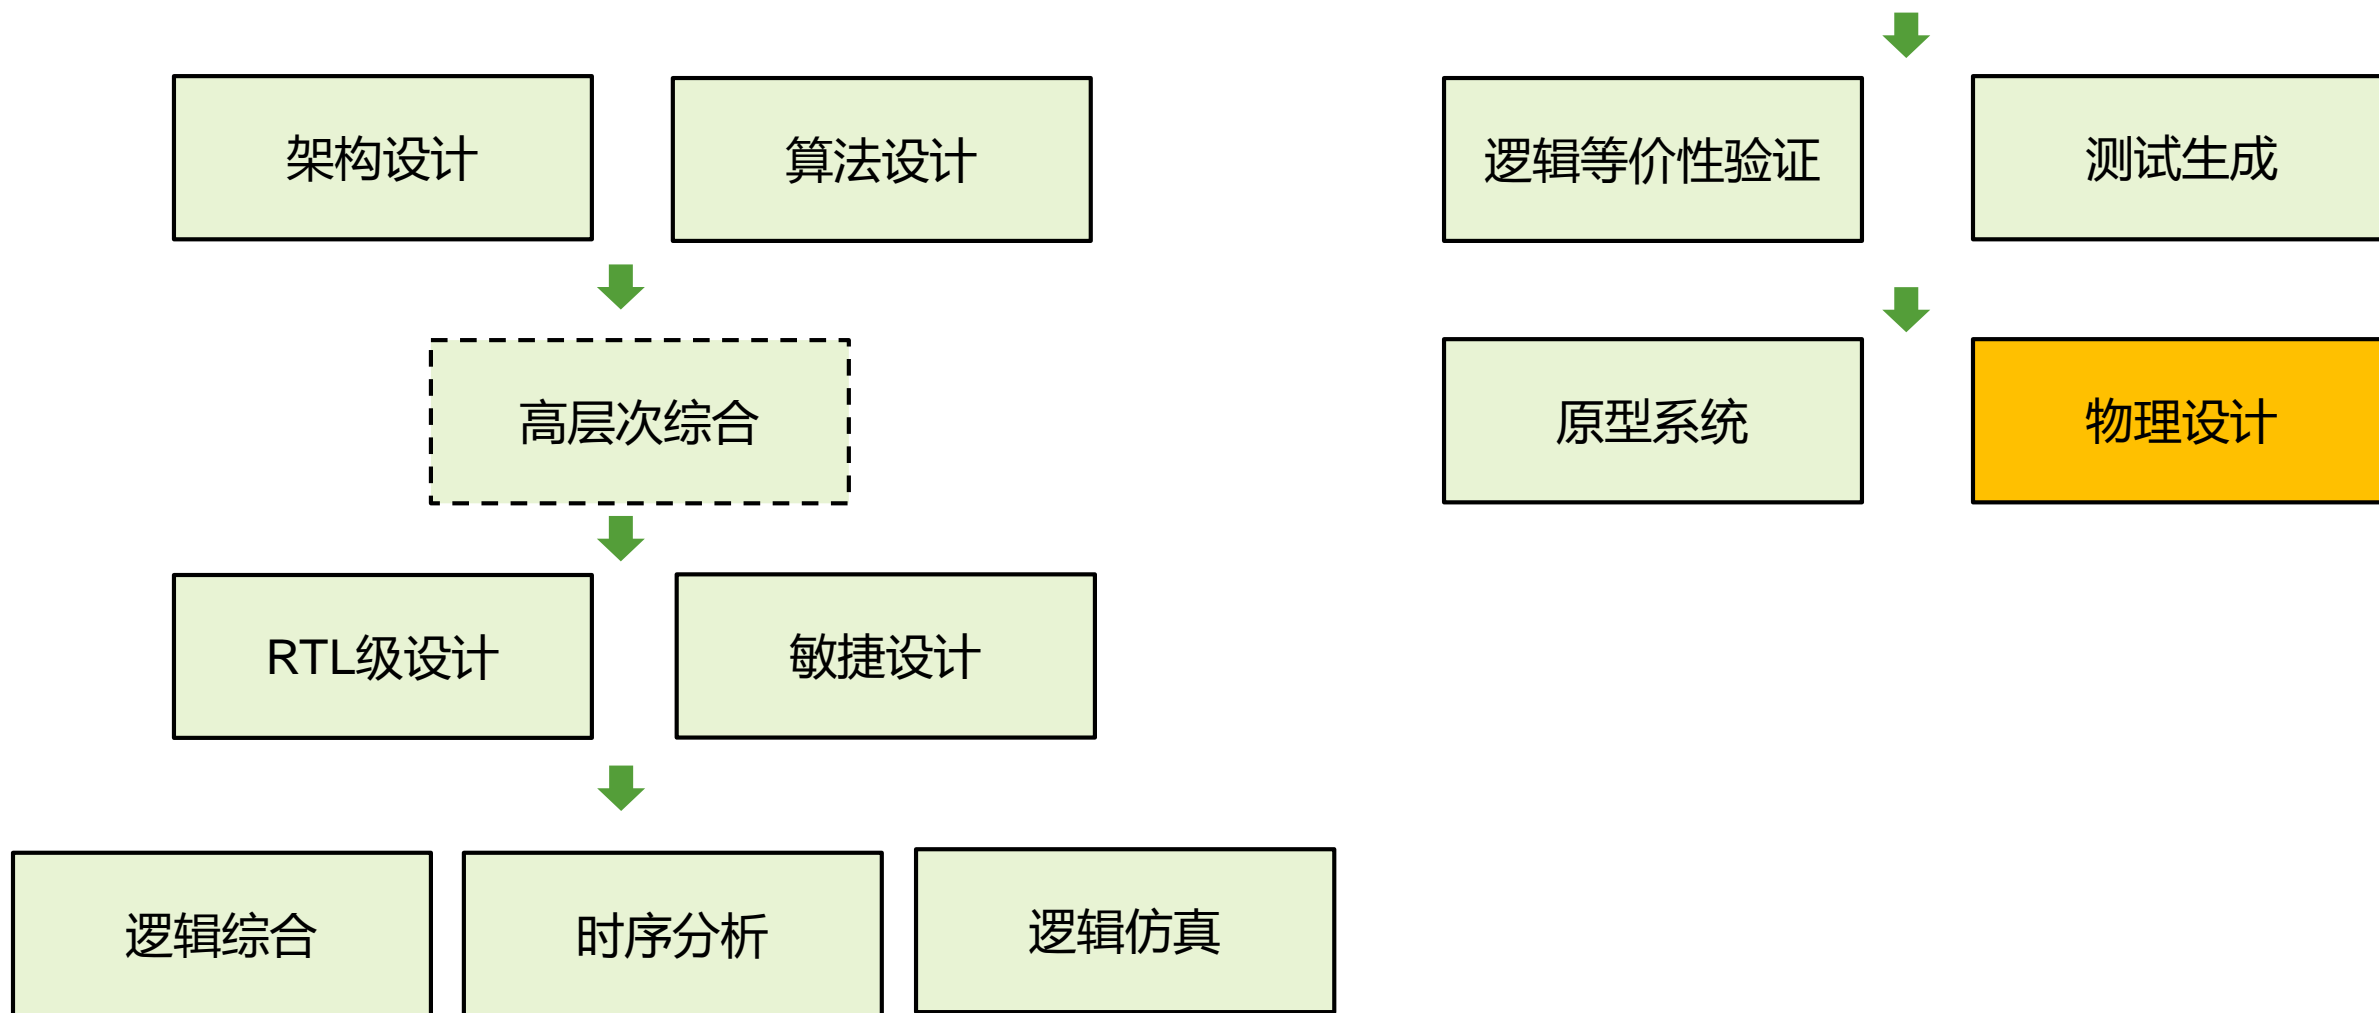 架构设计
算法设计
高层次综合
RTL级设计
敏捷设计
逻辑综合
时序分析
逻辑仿真
逻辑等价性验证
测试生成
原型系统
物理设计